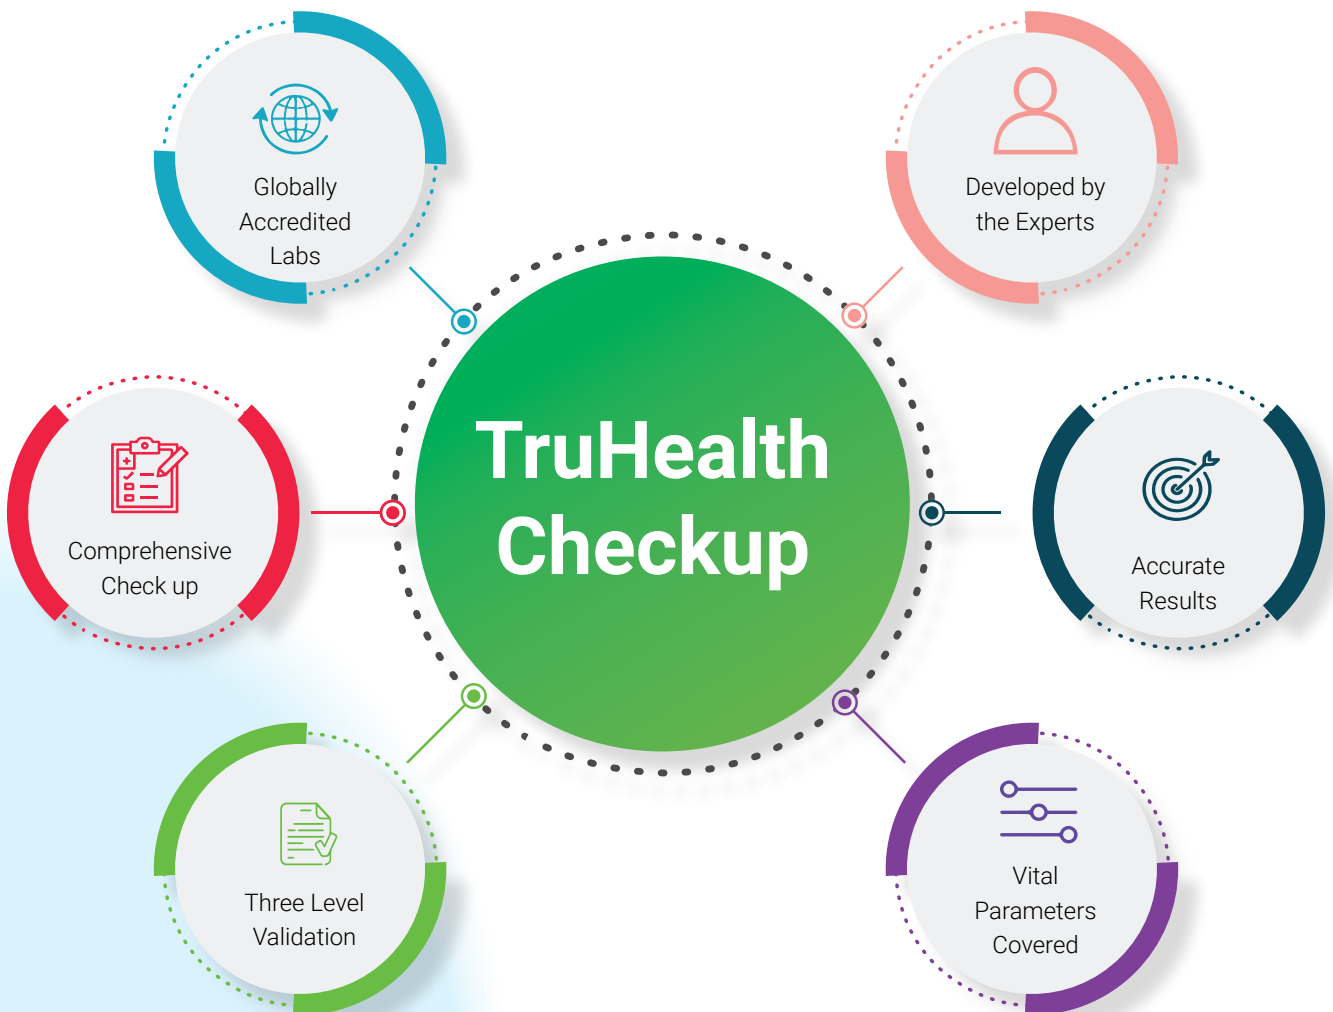 Globally
Accredited
Labs
Developed by
the Experts
TruHealth
Checkup
Comprehensive
Check up
Accurate
Results
Three Level
Validation
Vital
Parameters
Covered